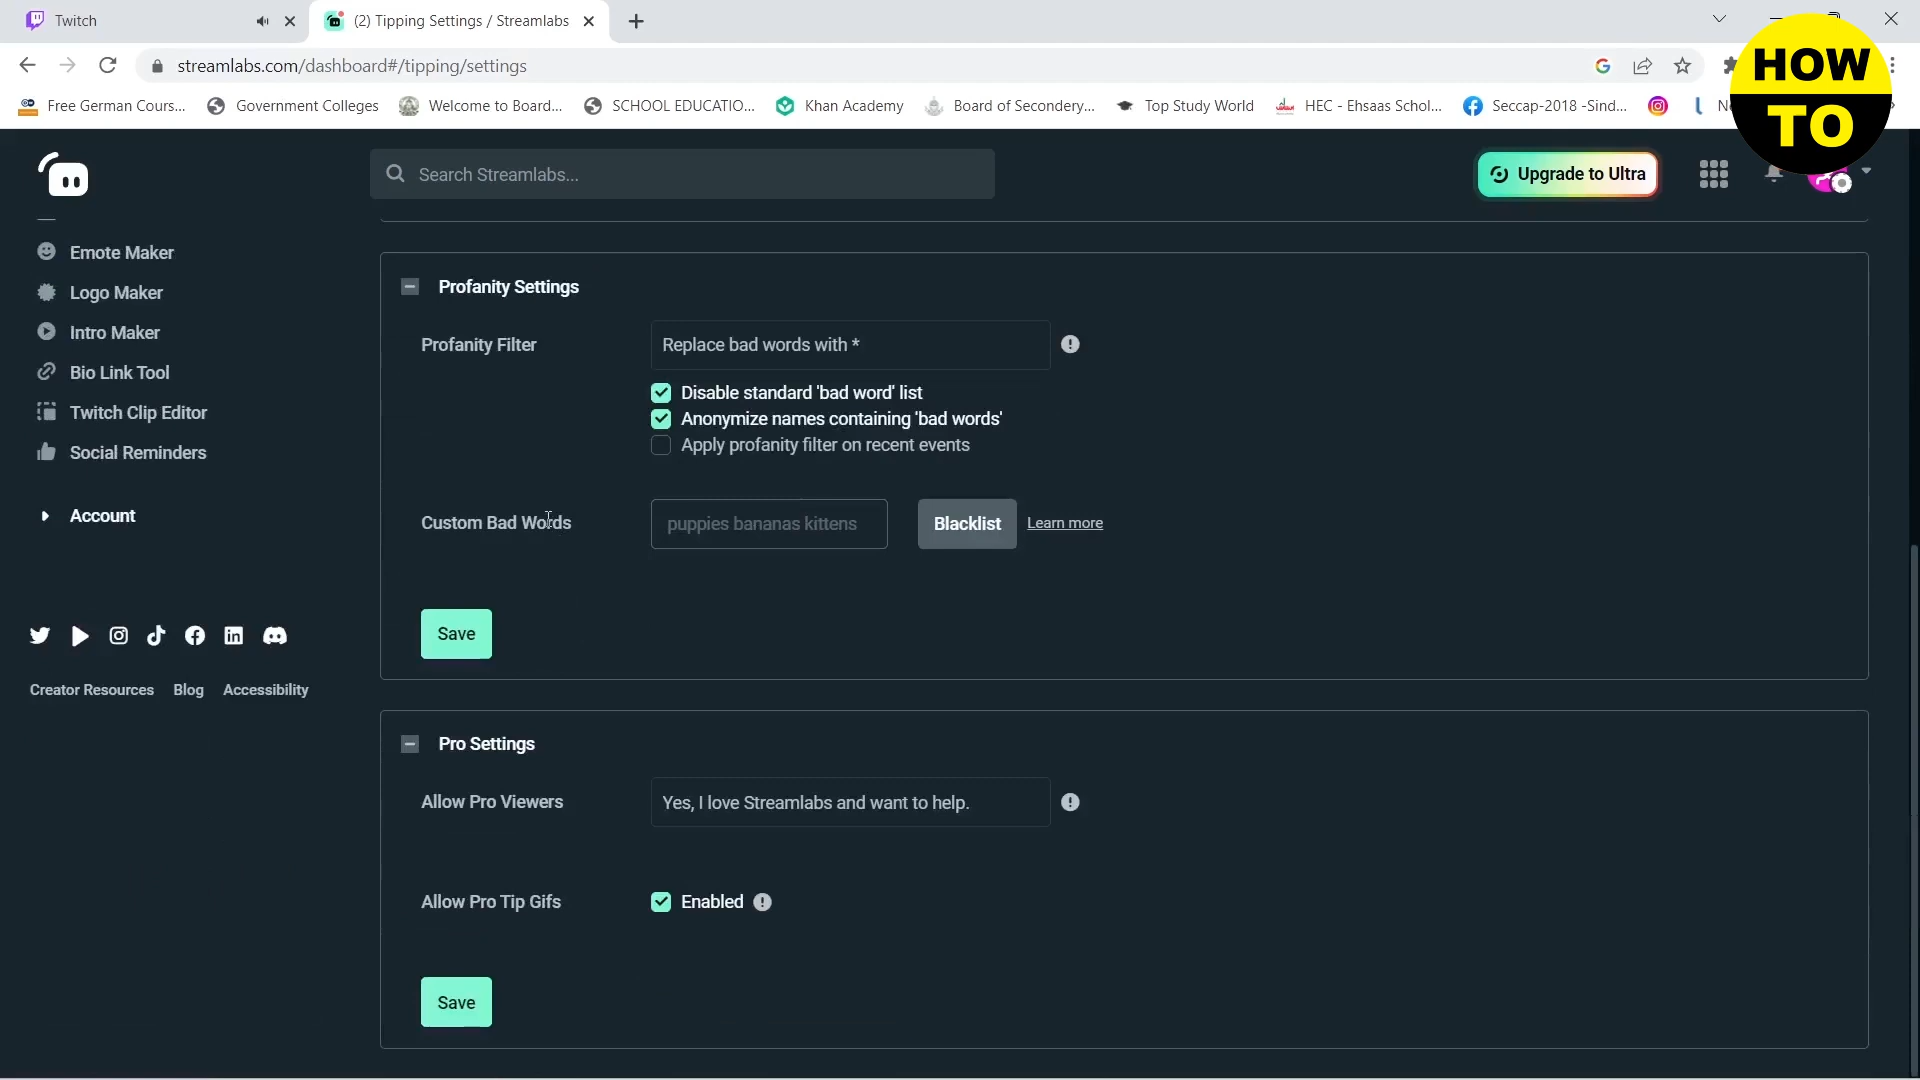 Twitch
(2) Tipping Settings / Streamlabs
streamlabs.com/dashboard#/tipping/settings
Free German Cours...
Government Colleges
Welcome to Board...
SCHOOL EDUCATIO...
Khan Academy
Board of Secondery...
Top Study World
HEC - Ehsaas Schol...
Seccap-2018 -Sind...
HOW
TO
Search Streamlabs...
Upgrade to Ultra
Emote Maker
Logo Maker
Intro Maker
Bio Link Tool
Twitch Clip Editor
Social Reminders
Account
Creator Resources Blog Accessibility
Profanity Settings
Profanity Filter
Replace bad words with *
Disable standard 'bad word' list
Anonymize names containing 'bad words'
Apply profanity filter on recent events
Custom Bad Words
puppies bananas kittens
Blacklist
Learn more
Save
Pro Settings
Allow Pro Viewers
Yes, I love Streamlabs and want to help.
Allow Pro Tip Gifs
Enabled
Save